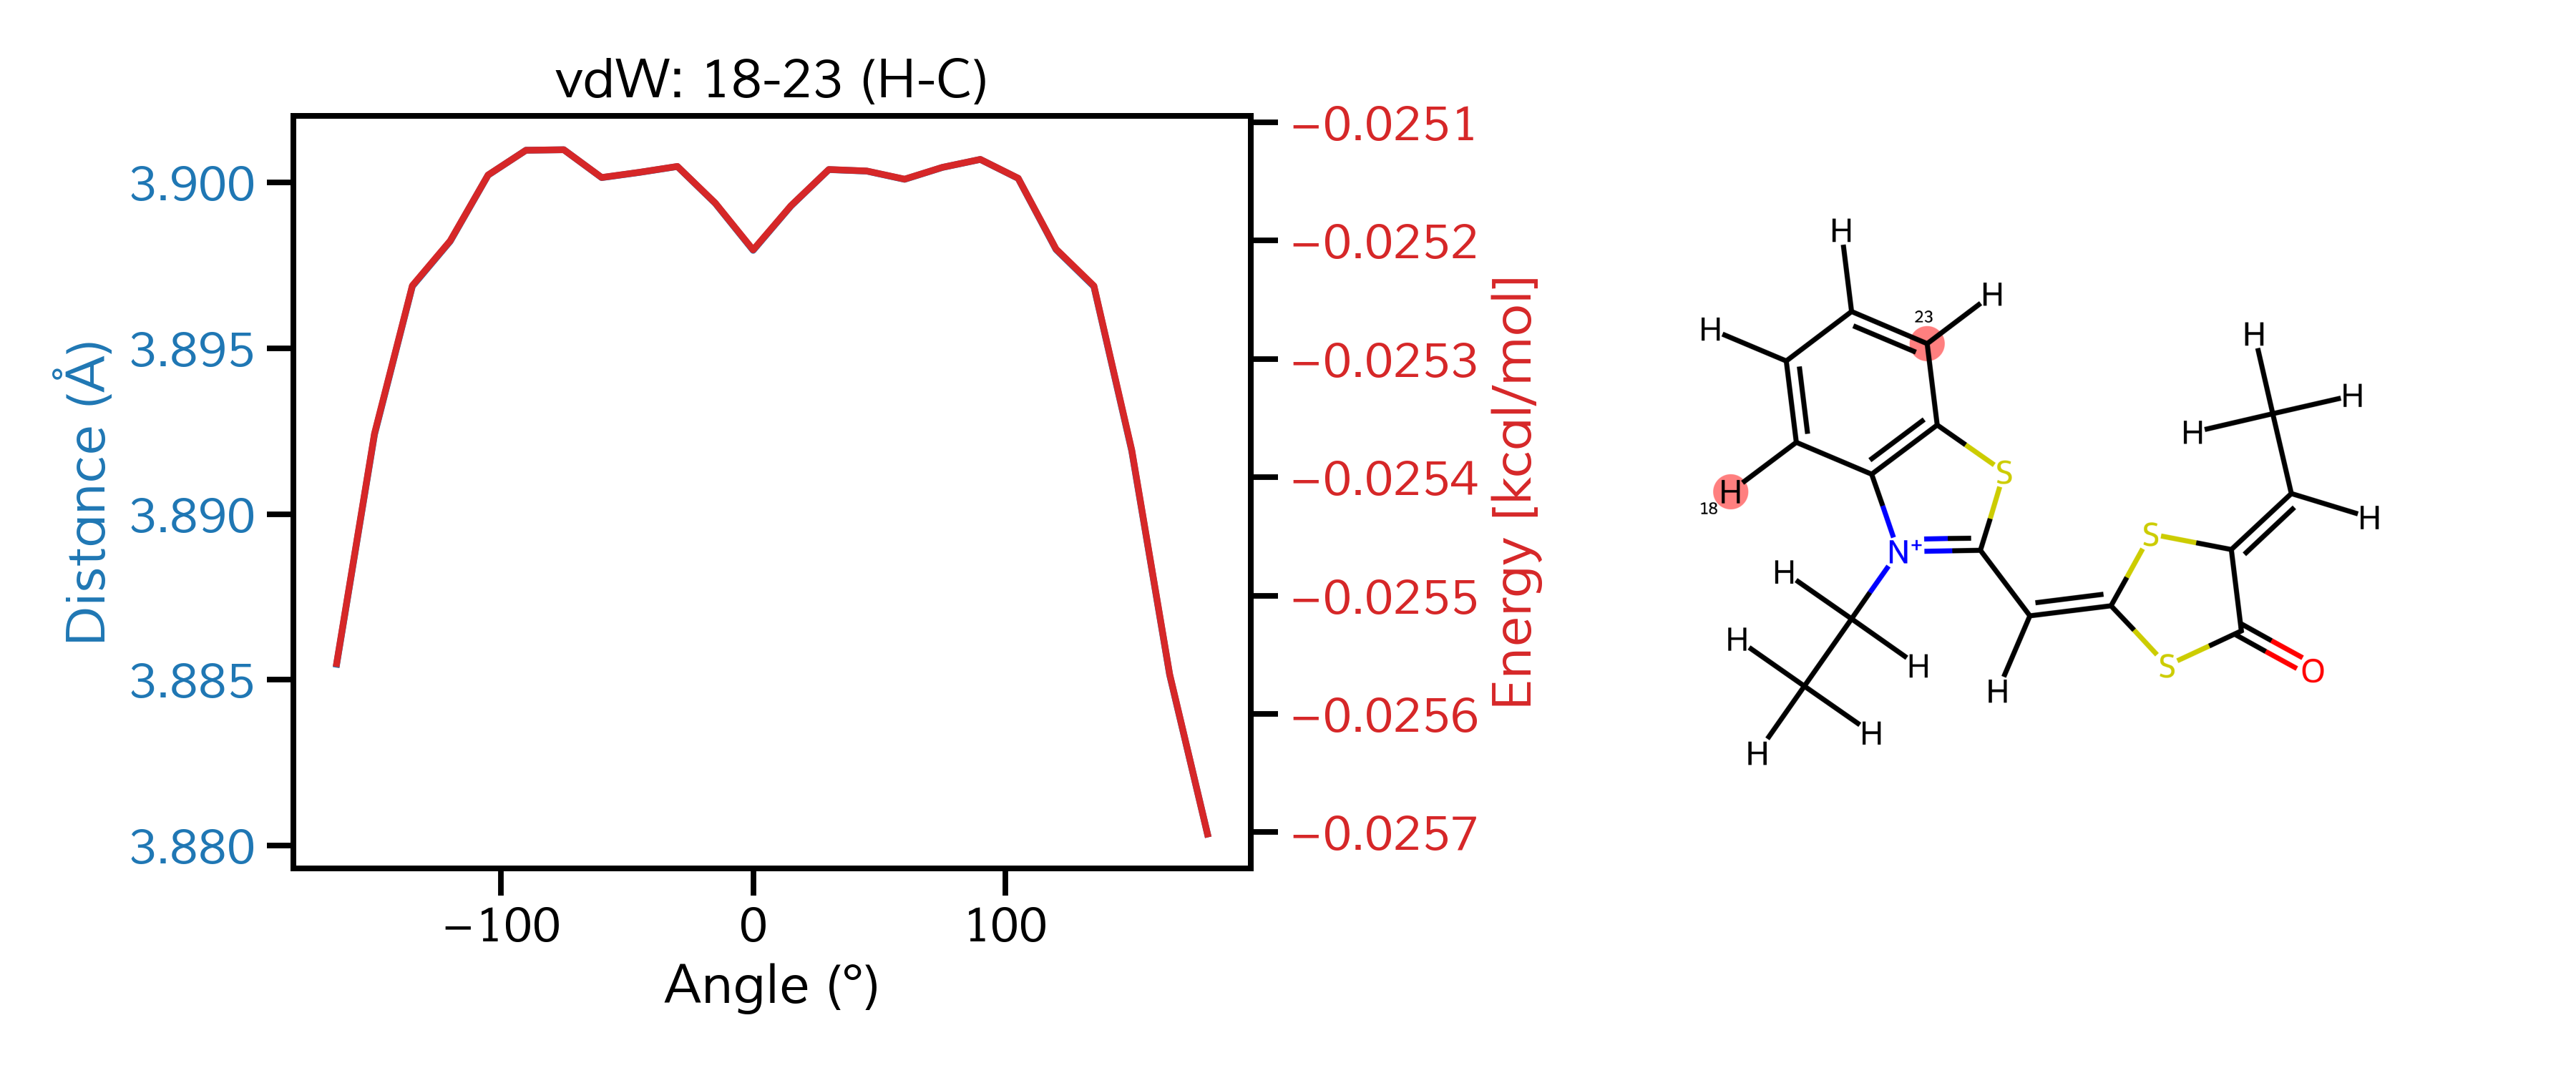 vdW: 18-23 (H-C)
3.900
3.895
3.890
3.885
3.880
Distance (Å)
−100
0
100
Angle (°)
−0.0251
−0.0252
−0.0253
−0.0254
−0.0255
−0.0256
−0.0257
Energy [kcal/mol]
H
H
23
H
H
18
H
S
N+
H
H
H
H
H
H
S
S
O
H
H
H
H